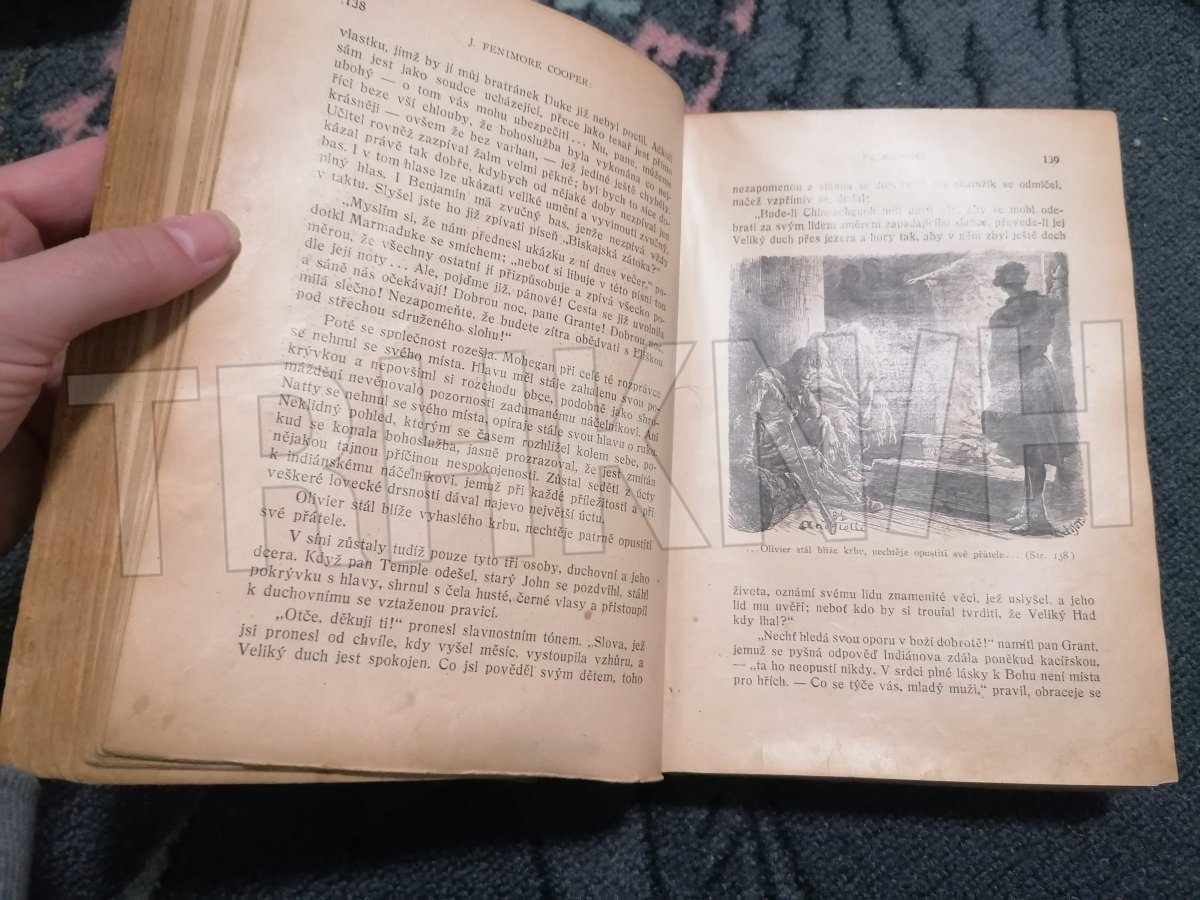 138
J. FENIMORE COOPER:
vlastku, jímž by jí můj bratránek Duke již nebyl poctil. Ačkoli
sám jest jako soudce ucházející, přece jako tesař jest přímo
ubohý — o tom vás mohu ubezpečiti... Nu, pane, můžeme
říci beze vší chlouby, že bohoslužba byla vykonána co nej-
krásněji — ovšem že bez varhan, — jež jediné ještě chyběly.
Učitel rovněž zazpíval žalm velmi pěkně; byl bych to sice do-
kázal právě tak dobře, kdybych od nějaké doby nezpíval jen
bas. I v tom hlase lze ukázati veliké umění a vyvinouti zvučný,
plný hlas. I Benjamin má zvučný bas, jenže nezpívá vždy
v taktu. Slyšel jste ho již zpívati píseň „Biskajská zátoka?“
„Myslím si, že nám přednesl ukázku z ní dnes večer,“ po-
dotkl Marmaduke se smíchem; „neboť si libuje v této písni tou
měrou, že všechny ostatní jí přizpůsobuje a zpívá všecko po-
dle její noty... Ale, pojďme již, pánové! Cesta se již uvolnila
a sáně nás očekávají! Dobrou noc, pane Grante! Dobrou noc,
milá slečno! Nezapomeňte, že budete zítra obědvati s Eliškou
pod střechou sdruženého slohu!“
Poté se společnost rozešla. Mohegan při celé té rozprávce
se nehnul se svého místa. Hlavu měl stále zahalenu svou po-
krývkou a nepovšiml si rozchodu obce, podobně jako shro-
máždění nevěnovalo pozornosti zadumanému náčelníkovi. Ani
Natty se nehnul se svého místa, opíraje stále svou hlavu o ruku.
Neklidný pohled, kterým se časem rozhlížel kolem sebe, po-
kud se konala bohoslužba, jasně prozrazoval, že jest zmítán
nějakou tajnou příčinou nespokojenosti. Zůstal seděti z úcty
k indiánskému náčelníkovi, jemuž při každé příležitosti a při
veškeré lovecké drsnosti dával najevo největší úctu.
Olivier stál blíže vyhaslého krbu, nechtěje patrně opustiti
své přátele.
V síni zůstaly tudíž pouze tyto tři osoby, duchovní a jeho
dcera. Když pan Temple odešel, starý John se pozdvihl, stáhl
pokrývku s hlavy, shrnul s čela husté, černé vlasy a přistoupil
k duchovnímu se vztaženou pravicí.
„Otče, děkuji ti!“ pronesl slavnostním tónem. „Slova, jež
jsi pronesl od chvíle, kdy vyšel měsíc, vystoupila vzhůru, a
Veliký duch jest spokojen. Co jsi pověděl svým dětem, toho
139
nezapomenou a stanou se Na okamžik se odmlčel,
načež vzpřímiv se, dodal:
„Bude-li Chingachgook míti dosti síly, aby se mohl ode-
brati za svým lidem směrem zapadajícího slunce, převede-li jej
Veliký duch přes jezera a hory tak, aby v něm zbyl ještě dech
Andriolli
...Olivier stál blíže krbu, nechtěje opustiti své přátele... (Str. 138)
života, oznámí svému lidu znamenité věci, jež uslyšel, a jeho
lid mu uvěří; neboť kdo by si troufal tvrditi, že Veliký Had
kdy lhal?“
„Nechť hledá svou oporu v boží dobrotě!“ namítl pan Grant,
jemuž se pyšná odpověď Indiánova zdála poněkud kacířskou,
— „ta ho neopustí nikdy. V srdci plné lásky k Bohu není místa
pro hřích. — Co se týče vás, mladý muži,“ pravil, obraceje se
TRHKNIH